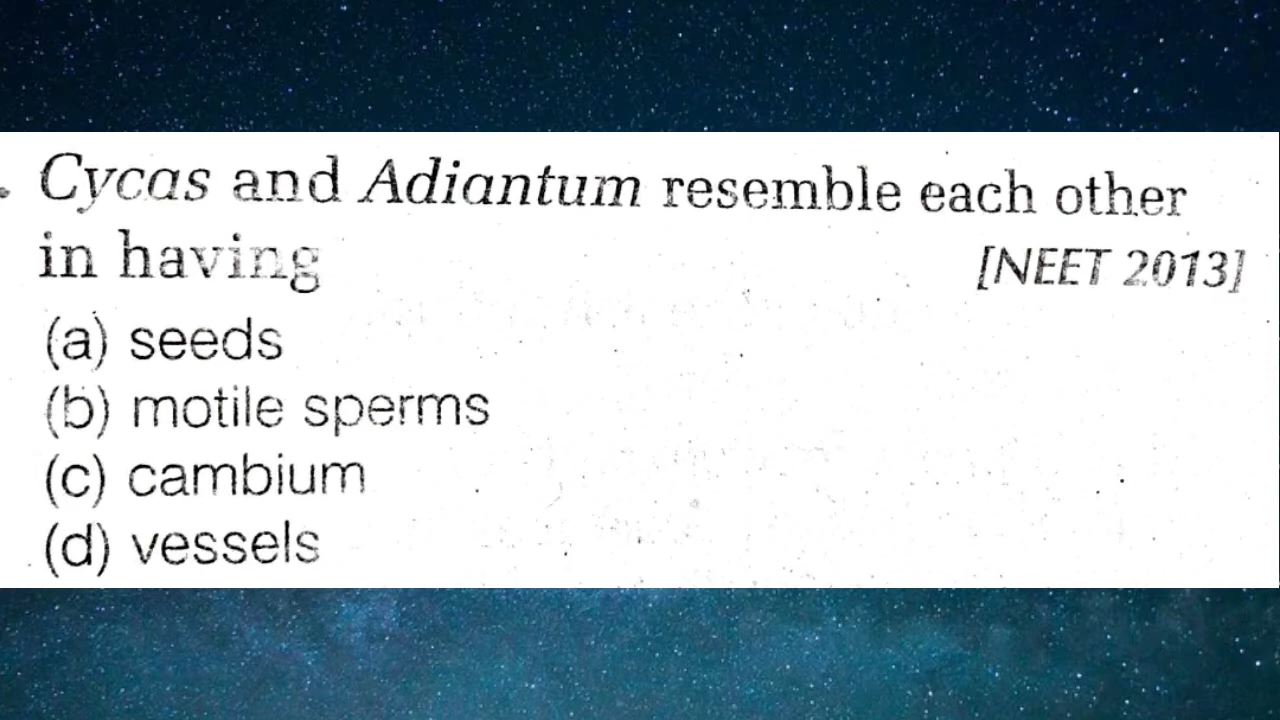 Cycas and Adiantum resemble each other
in having [NEET 2013]
(a) seeds
(b) motile sperms
(c) cambium
(d) vessels